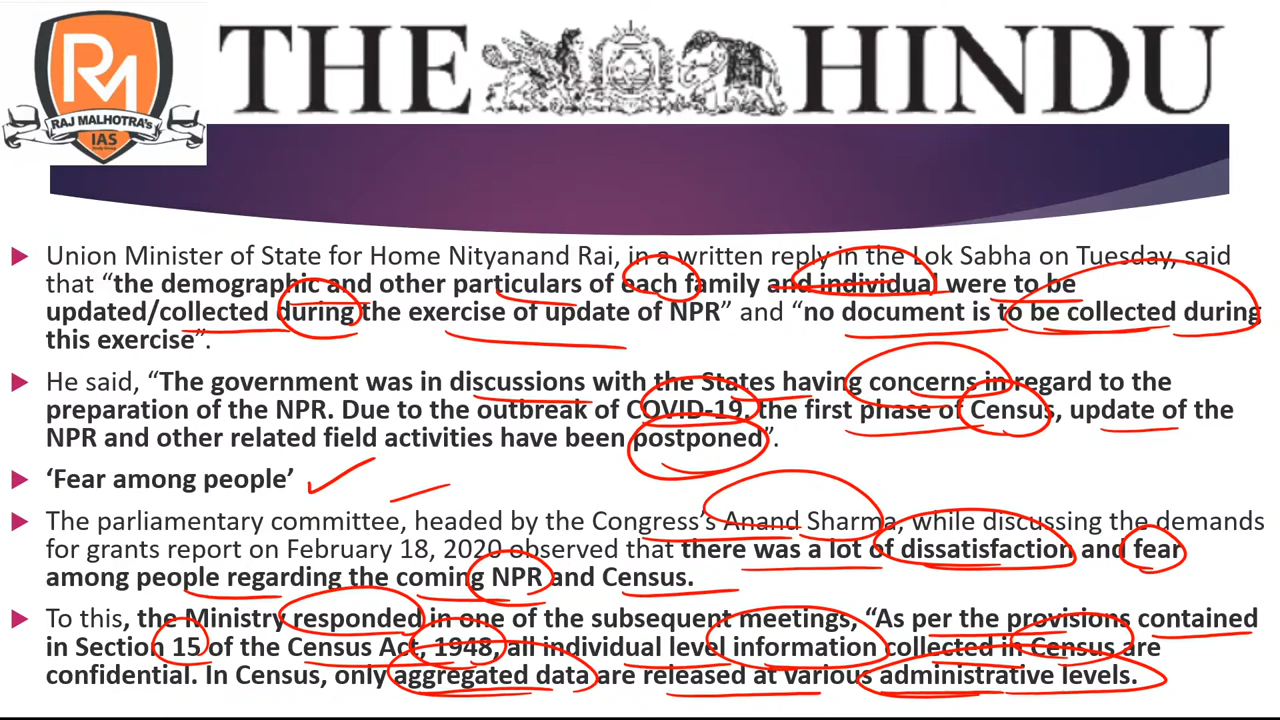 RM
RAJ MALHOTRA's
IAS
Study Group
THE HINDU
Union Minister of State for Home Nityanand Rai, in a written reply in the Lok Sabha on Tuesday, said
that “the demographic and other particulars of each family and individual were to be
updated/collected during the exercise of update of NPR” and “no document is to be collected during
this exercise”.
He said, “The government was in discussions with the States having concerns in regard to the
preparation of the NPR. Due to the outbreak of COVID-19, the first phase of Census, update of the
NPR and other related field activities have been postponed”.
‘Fear among people’
The parliamentary committee, headed by the Congress’s Anand Sharma, while discussing the demands
for grants report on February 18, 2020 observed that there was a lot of dissatisfaction and fear
among people regarding the coming NPR and Census.
To this, the Ministry responded in one of the subsequent meetings, “As per the provisions contained
in Section 15 of the Census Act, 1948, all individual level information collected in Census are
confidential. In Census, only aggregated data are released at various administrative levels.